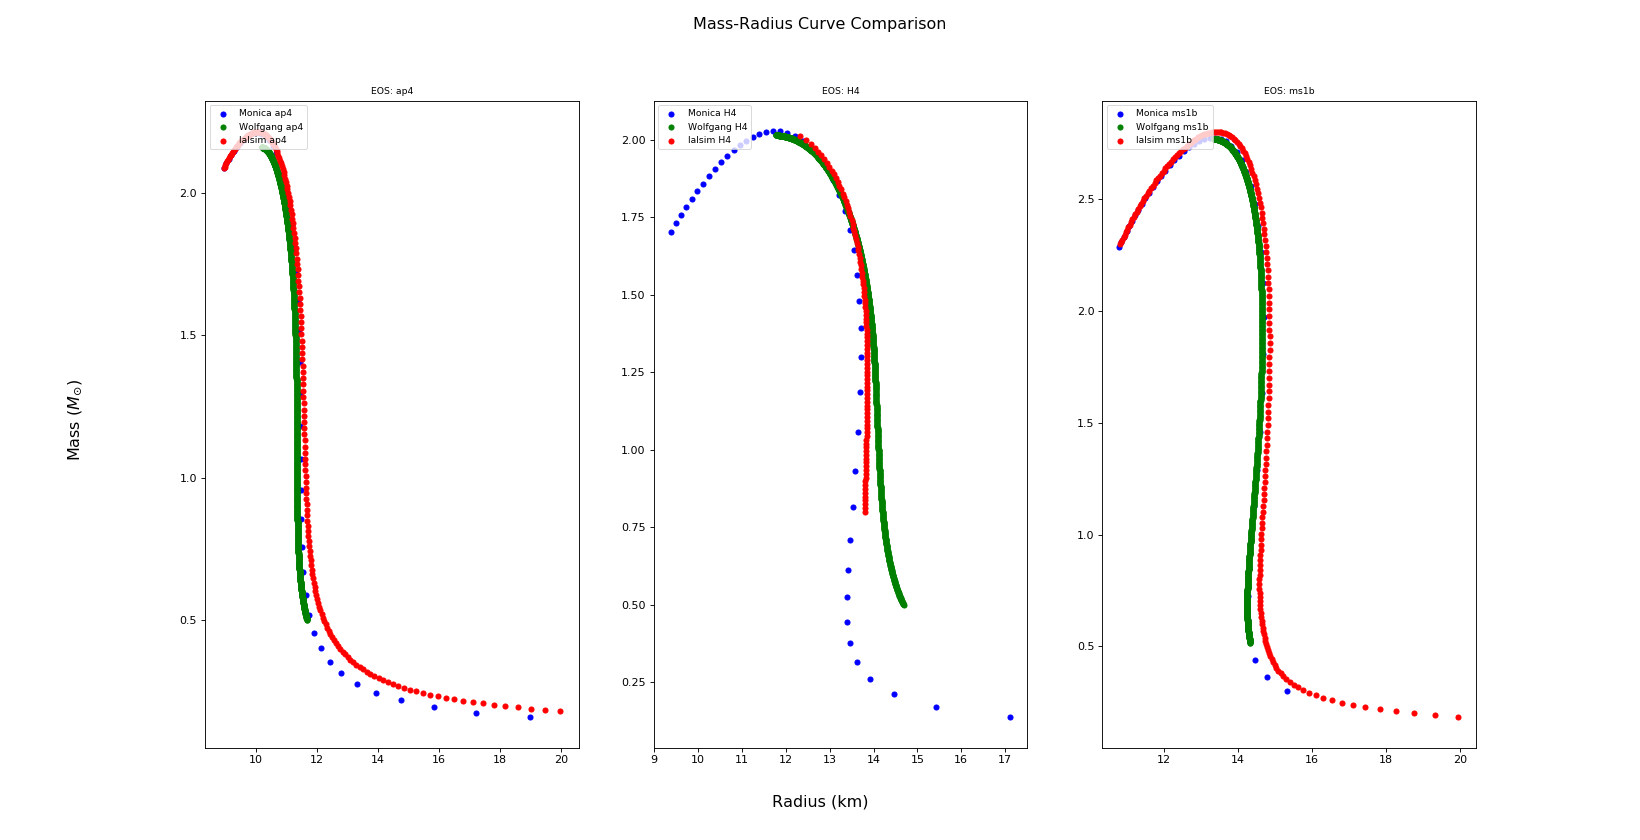 Mass-Radius Curve Comparison
EOS: ap4
Monica ap4
Wolfgang ap4
lalsim ap4
2.0
1.5
1.0
0.5
10 12 14 16 18 20
EOS: H4
Monica H4
Wolfgang H4
lalsim H4
2.00
1.75
1.50
1.25
1.00
0.75
0.50
0.25
9 10 11 12 13 14 15 16 17
EOS: ms1b
Monica ms1b
Wolfgang ms1b
lalsim ms1b
2.5
2.0
1.5
1.0
0.5
12 14 16 18 20
Mass (M⊙)
Radius (km)